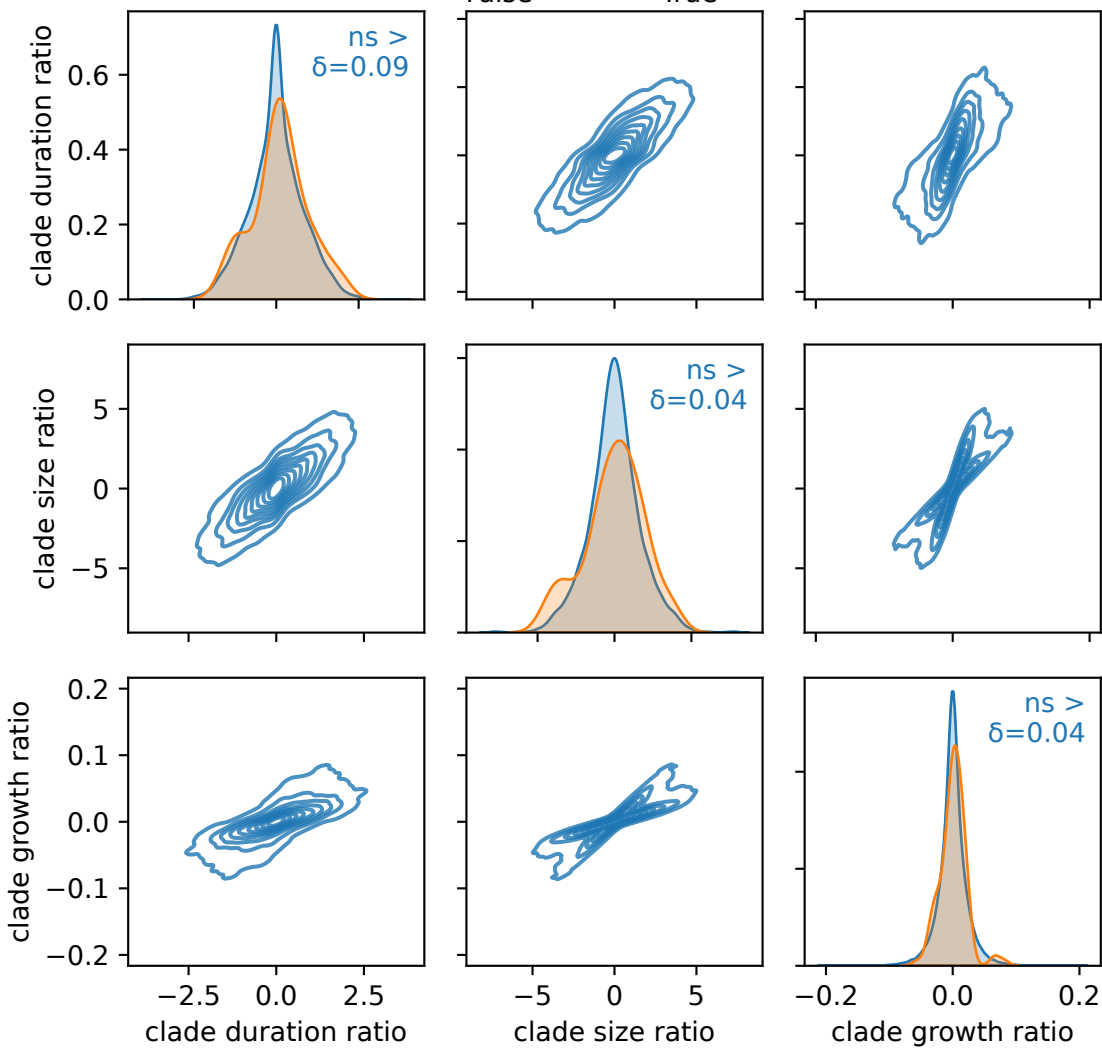 clade duration ratio
0.6
0.4
0.2
0.0
ns >
δ=0.09
clade size ratio
5
0
−5
ns >
δ=0.04
clade growth ratio
0.2
0.1
0.0
−0.1
−0.2
ns >
δ=0.04
−2.5 0.0 2.5
−5 0 5
−0.2 0.0 0.2
clade duration ratio
clade size ratio
clade growth ratio